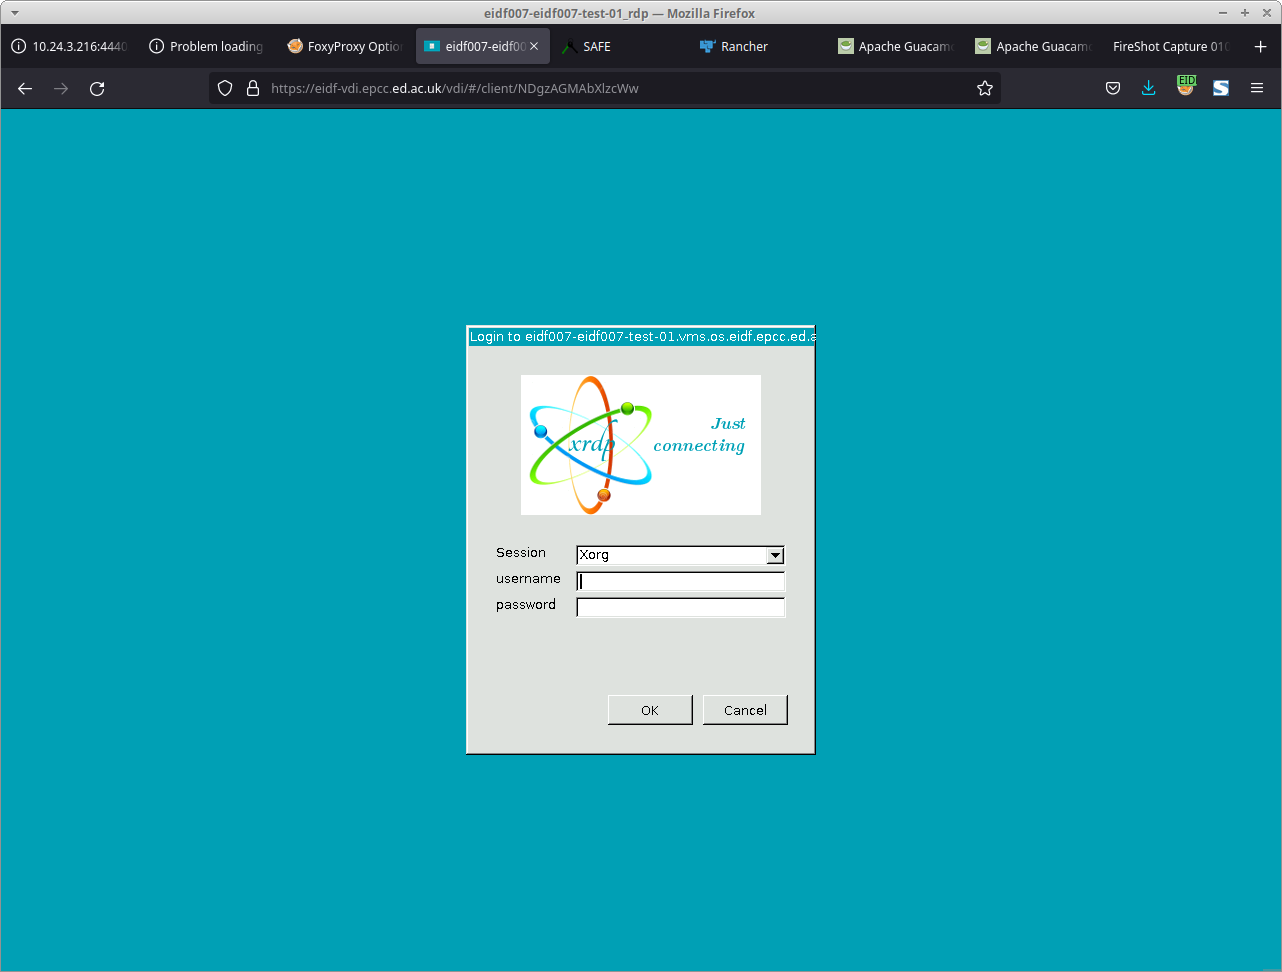 eidf007-eidf007-test-01_rdp — Mozilla Firefox
10.24.3.216:4440
Problem loading
FoxyProxy Optio
eidf007-eidf00
SAFE
Rancher
Apache Guacam
Apache Guacam
FireShot Capture 010
https://eidf-vdi.epcc.ed.ac.uk/vdi/#/client/NDgzAGMAbXlzcWw
EID
Login to eidf007-eidf007-test-01.vms.os.eidf.epcc.ed.a
xrdp
Just
connecting
Session
Xorg
username
password
OK
Cancel